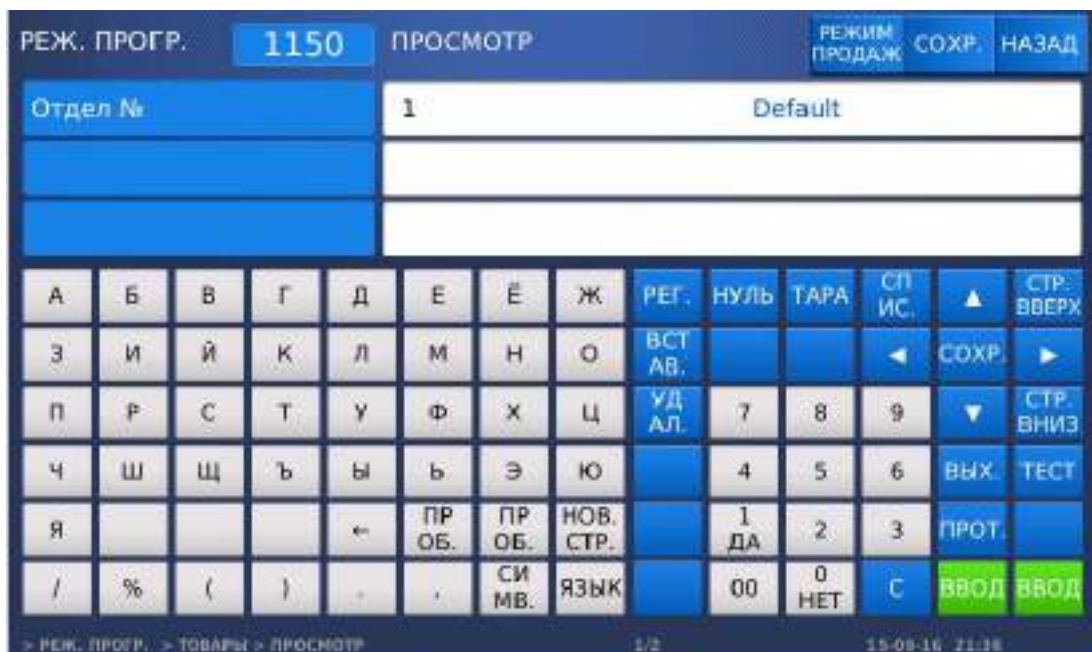 РЕЖ. ПРОГР. 1150 ПРОСМОТР РЕЖИМ ПРОДАЖ СОХР. НАЗАД
Отдел № 1 Default
А Б В Г Д Е Ё Ж РЕГ. НУЛЬ ТАРА СП ИС. ▲ СТР. ВВЕРХ
З И Й К Л М Н О ВСТ АВ. ◄ СОХР. ►
П Р С Т У Ф Х Ц УД АЛ. 7 8 9 ▼ СТР. ВНИЗ
Ч Ш Щ Ъ Ы Ь Э Ю 4 5 6 ВЫХ. ТЕСТ
Я ← ПР ОБ. ПР ОБ. НОВ. СТР. 1 ДА 2 3 ПРОТ.
/ % ( ) . , СИ МВ. ЯЗЫК 00 0 НЕТ C ВВОД ВВОД
> РЕЖ. ПРОГР. > ТОВАРЫ > ПРОСМОТР 1/2 15-09-16 21:36